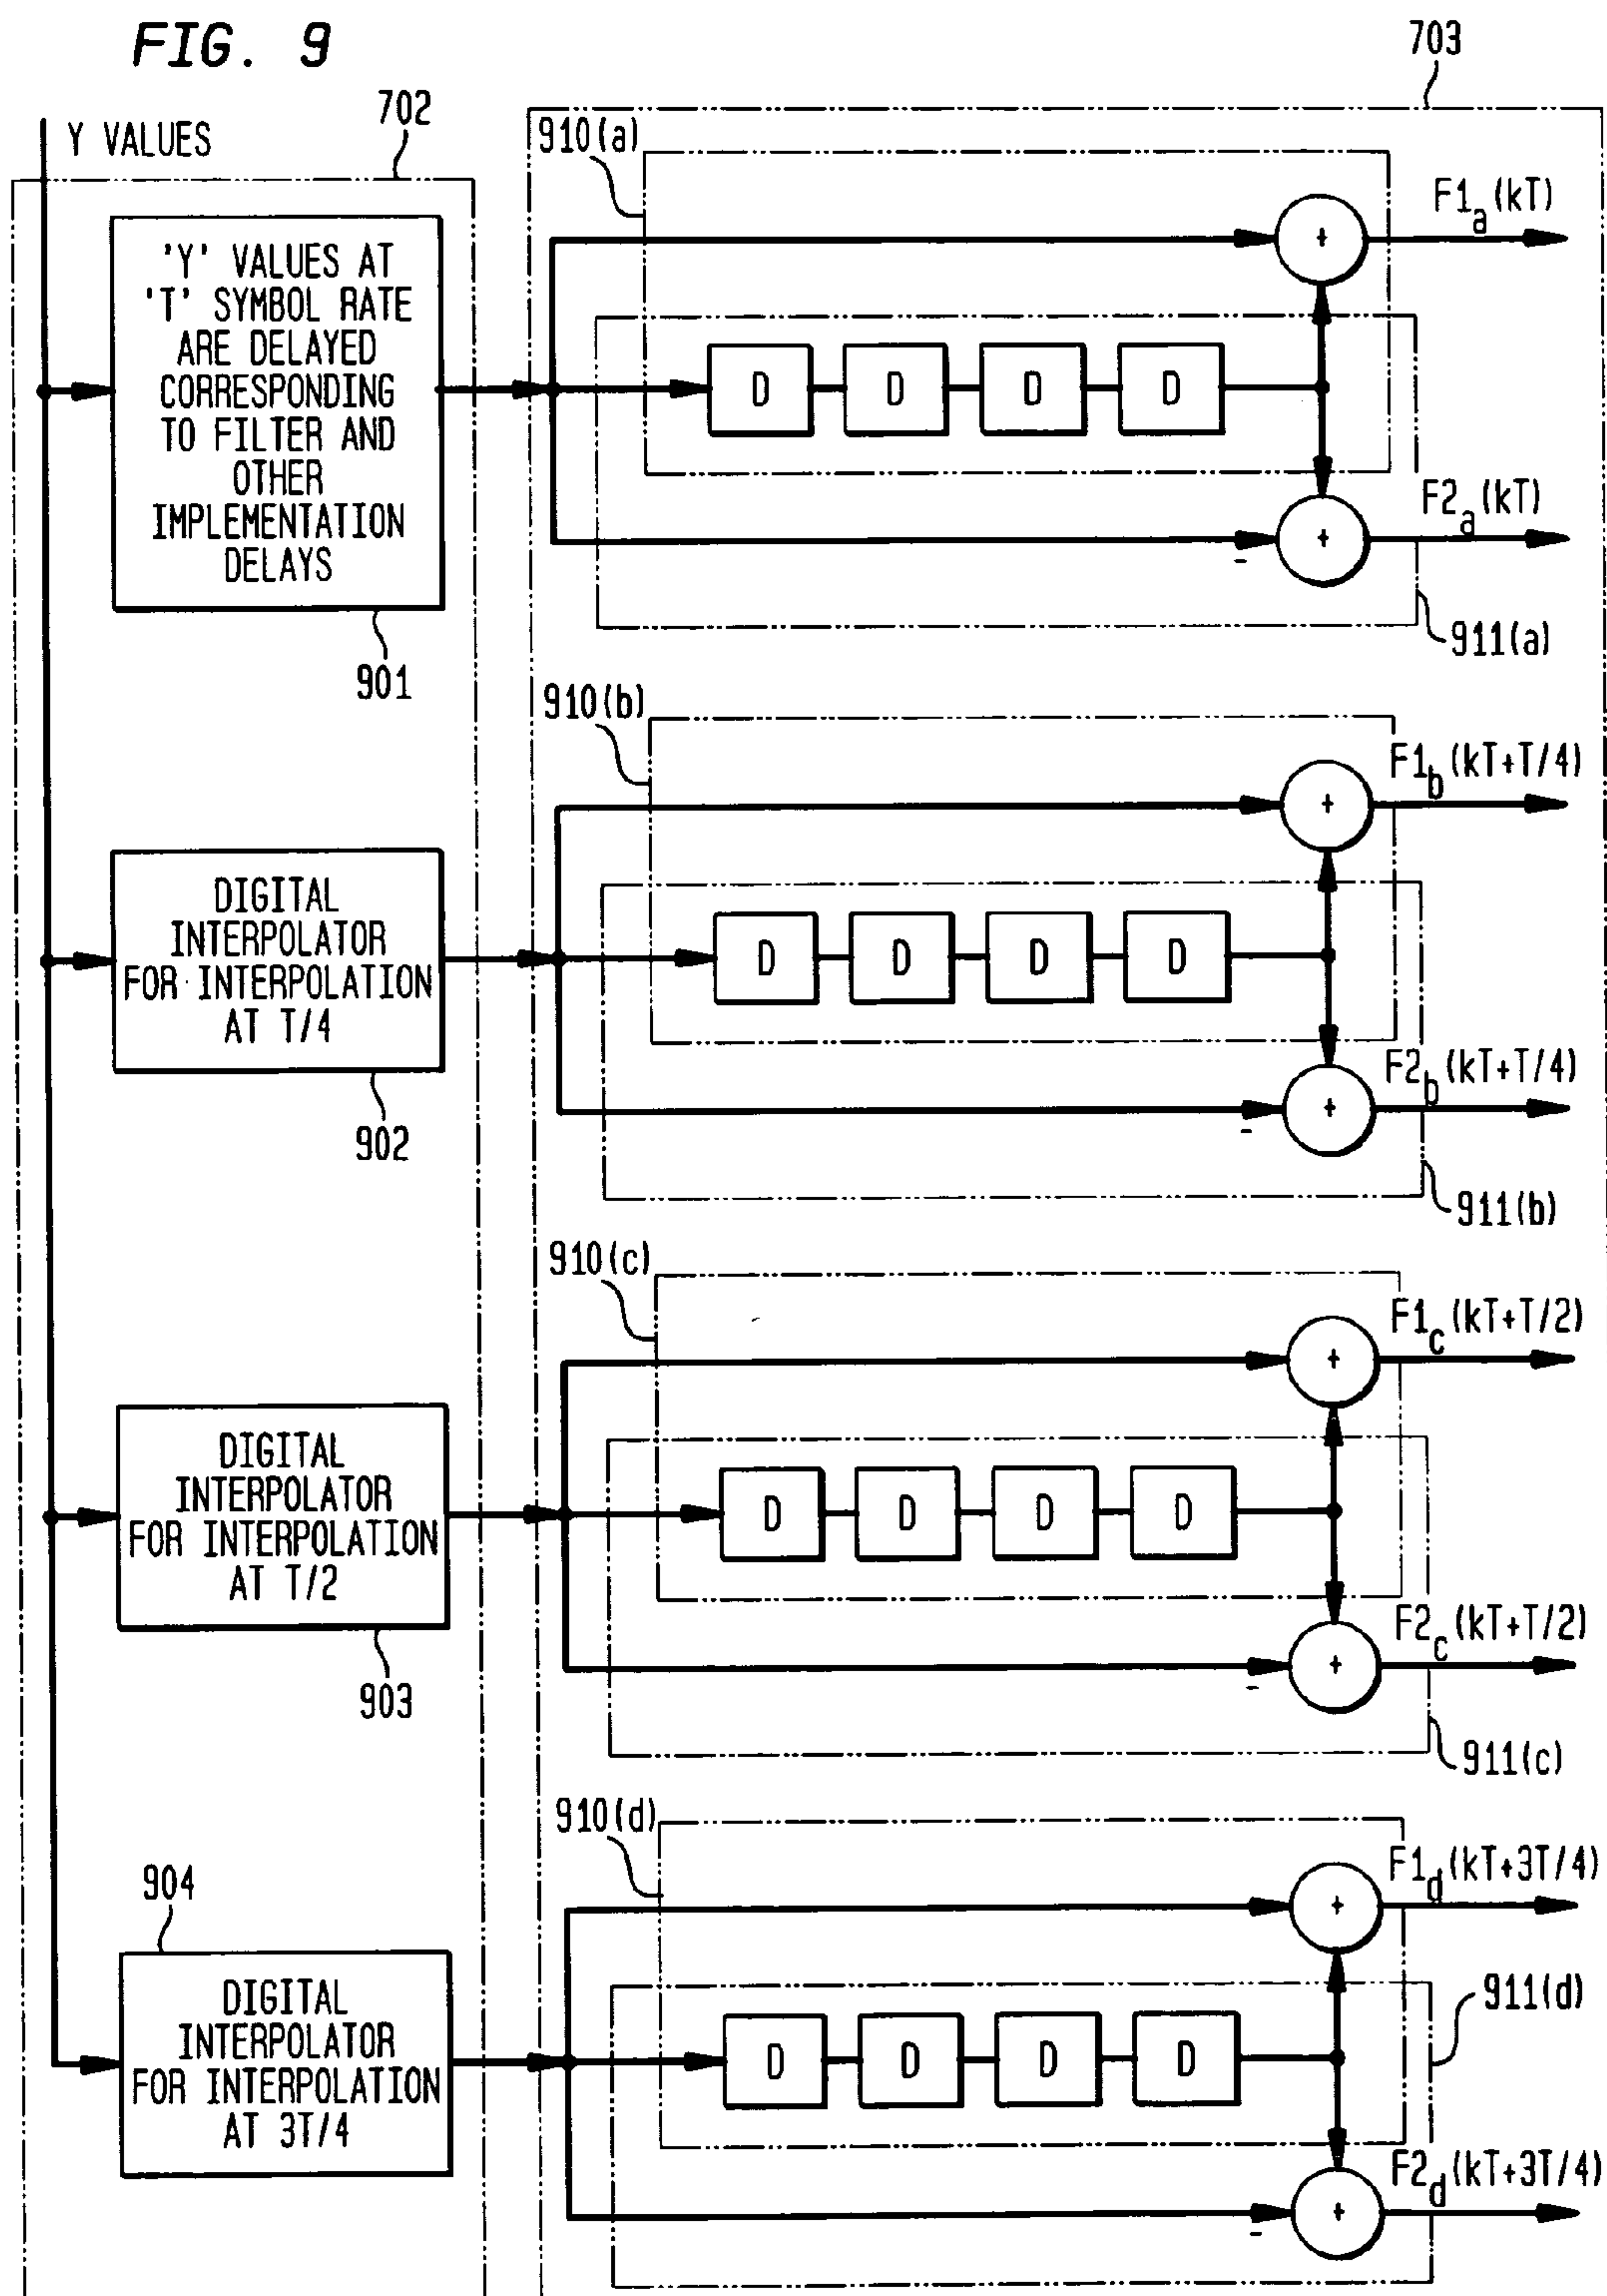 FIG. 9
703
702
Y VALUES
910(a)
F1a(kT)
'Y' VALUES AT
'T' SYMBOL RATE
ARE DELAYED
CORRESPONDING
TO FILTER AND
OTHER
IMPLEMENTATION
DELAYS
+
D D D D
F2a(kT)
+
-
911(a)
901
910(b)
F1b(kT+T/4)
+
DIGITAL
INTERPOLATOR
FOR INTERPOLATION
AT T/4
D D D D
F2b(kT+T/4)
+
-
902
911(b)
910(c)
F1c(kT+T/2)
+
DIGITAL
INTERPOLATOR
FOR INTERPOLATION
AT T/2
D D D D
F2c(kT+T/2)
+
-
903
911(c)
910(d)
F1d(kT+3T/4)
904
+
911(d)
DIGITAL
INTERPOLATOR
FOR INTERPOLATION
AT 3T/4
D D D D
F2d(kT+3T/4)
+
-